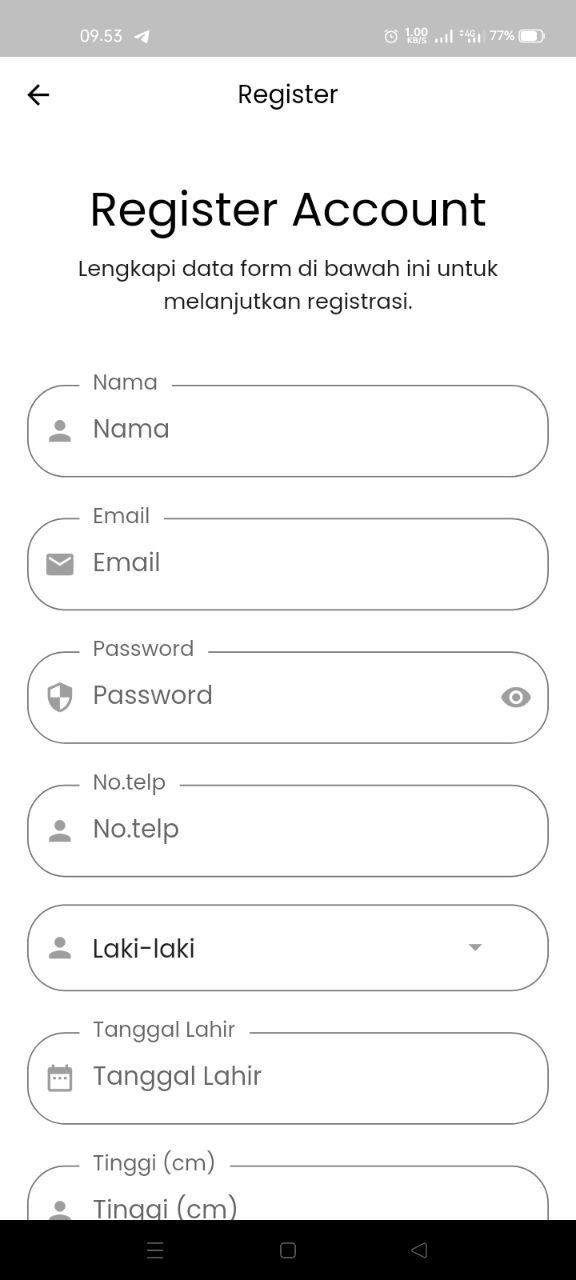 09.53
1.00
KB/S
4G
77%
Register
Register Account
Lengkapi data form di bawah ini untuk
melanjutkan registrasi.
Nama
Nama
Email
Email
Password
Password
No.telp
No.telp
Laki-laki
Tanggal Lahir
Tanggal Lahir
Tinggi (cm)
Tinggi (cm)